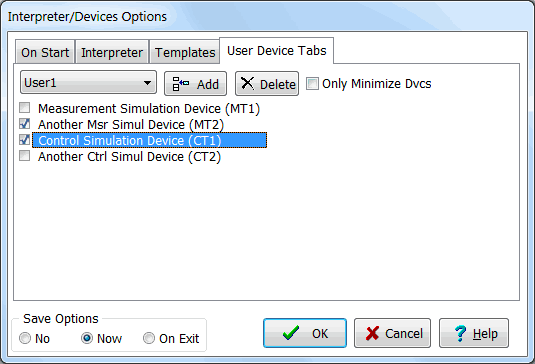 Interpreter/Devices Options
On Start Interpreter Templates User Device Tabs
User1 Add Delete Only Minimize Dvcs
Measurement Simulation Device (MT1)
Another Msr Simul Device (MT2)
Control Simulation Device (CT1)
Another Ctrl Simul Device (CT2)
Save Options
No Now On Exit OK Cancel Help